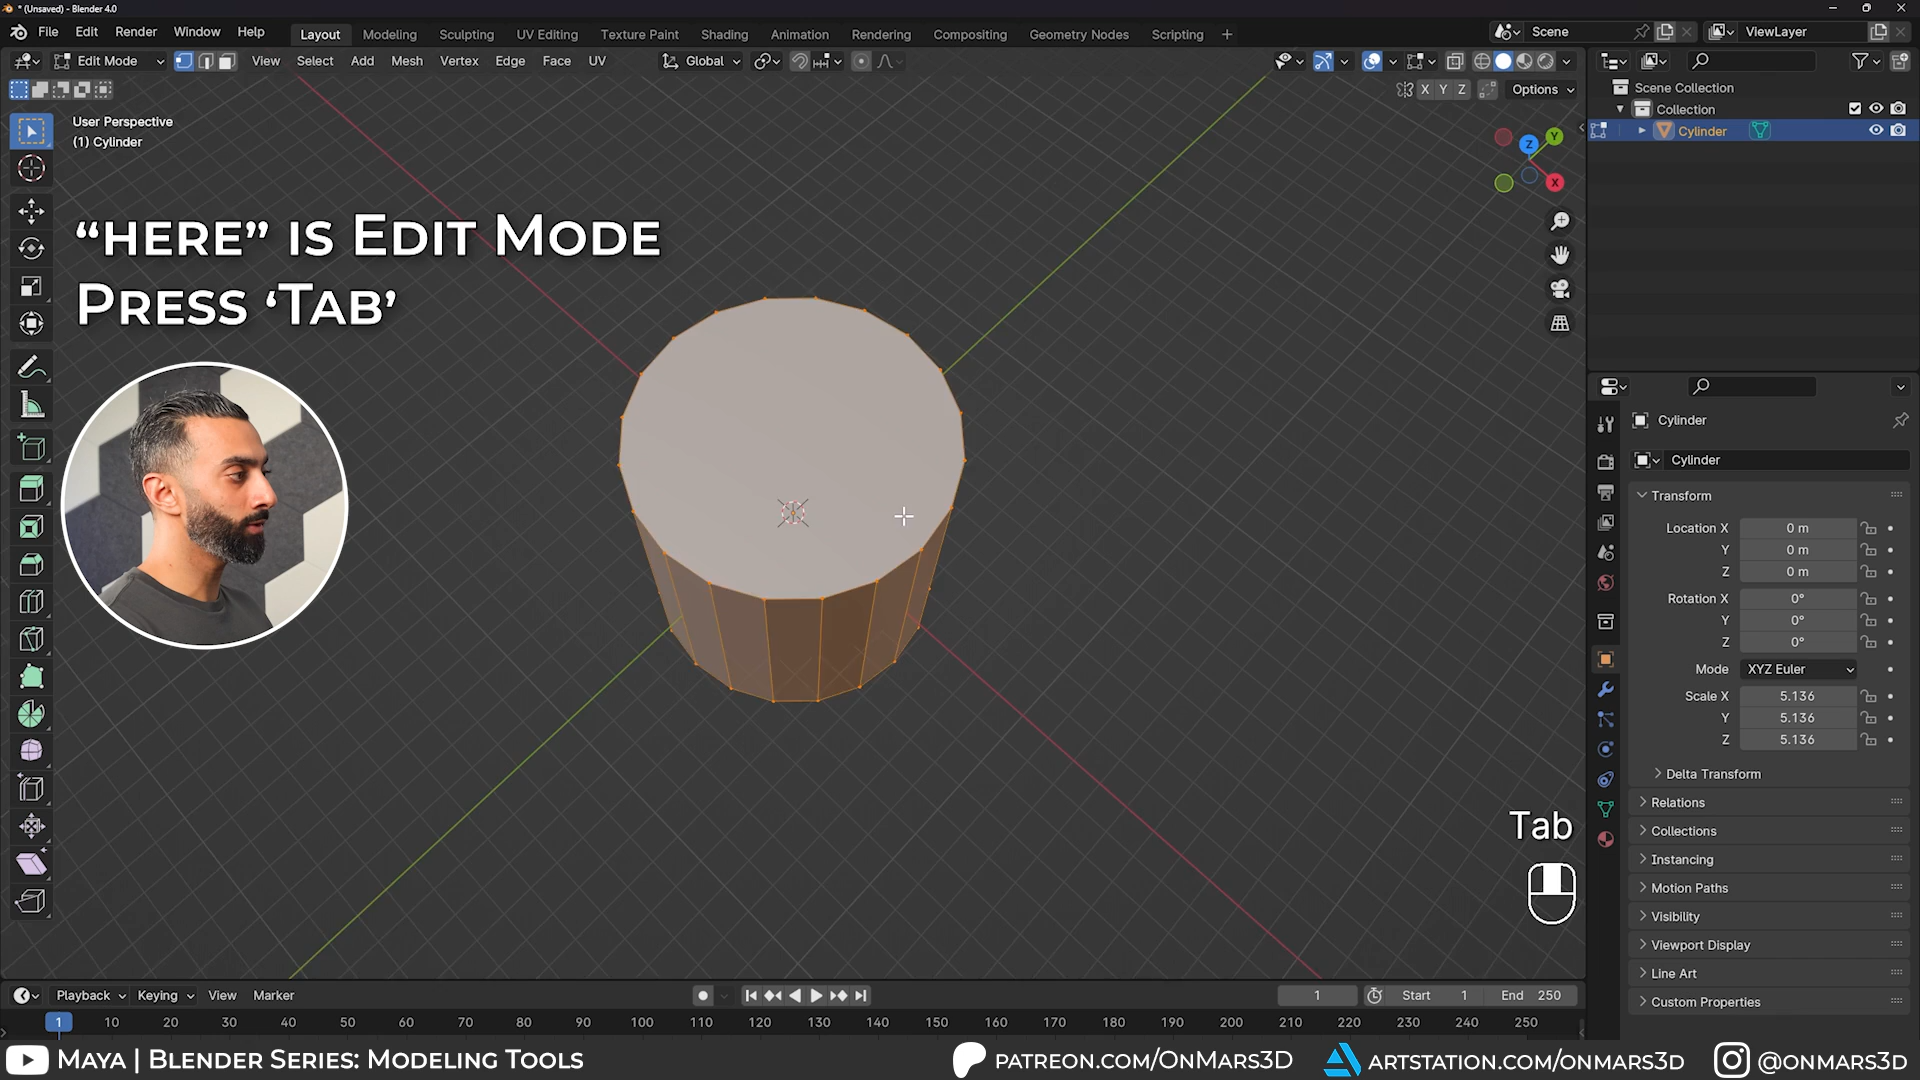 * (Unsaved) - Blender 4.0
File Edit Render Window Help
Layout Modeling Sculpting UV Editing Texture Paint Shading Animation Rendering Compositing Geometry Nodes Scripting +
Scene
ViewLayer
Edit Mode
View Select Add Mesh Vertex Edge Face UV
Global
X Y Z
Options
Scene Collection
Collection
Cylinder
User Perspective
(1) Cylinder
Z
Y
X
“here” is Edit Mode
Press ‘Tab’
Cylinder
Cylinder
Transform
Location X 0 m
Y 0 m
Z 0 m
Rotation X 0°
Y 0°
Z 0°
Mode XYZ Euler
Scale X 5.136
Y 5.136
Z 5.136
Delta Transform
Relations
Collections
Instancing
Motion Paths
Visibility
Viewport Display
Line Art
Custom Properties
Tab
Playback Keying View Marker
1
Start 1
End 250
1 10 20 30 40 50 60 70 80 90 100 110 120 130 140 150 160 170 180 190 200 210 220 230 240 250
Maya | Blender Series: Modeling Tools
patreon.com/OnMars3D
artstation.com/onmars3D
@onmars3D